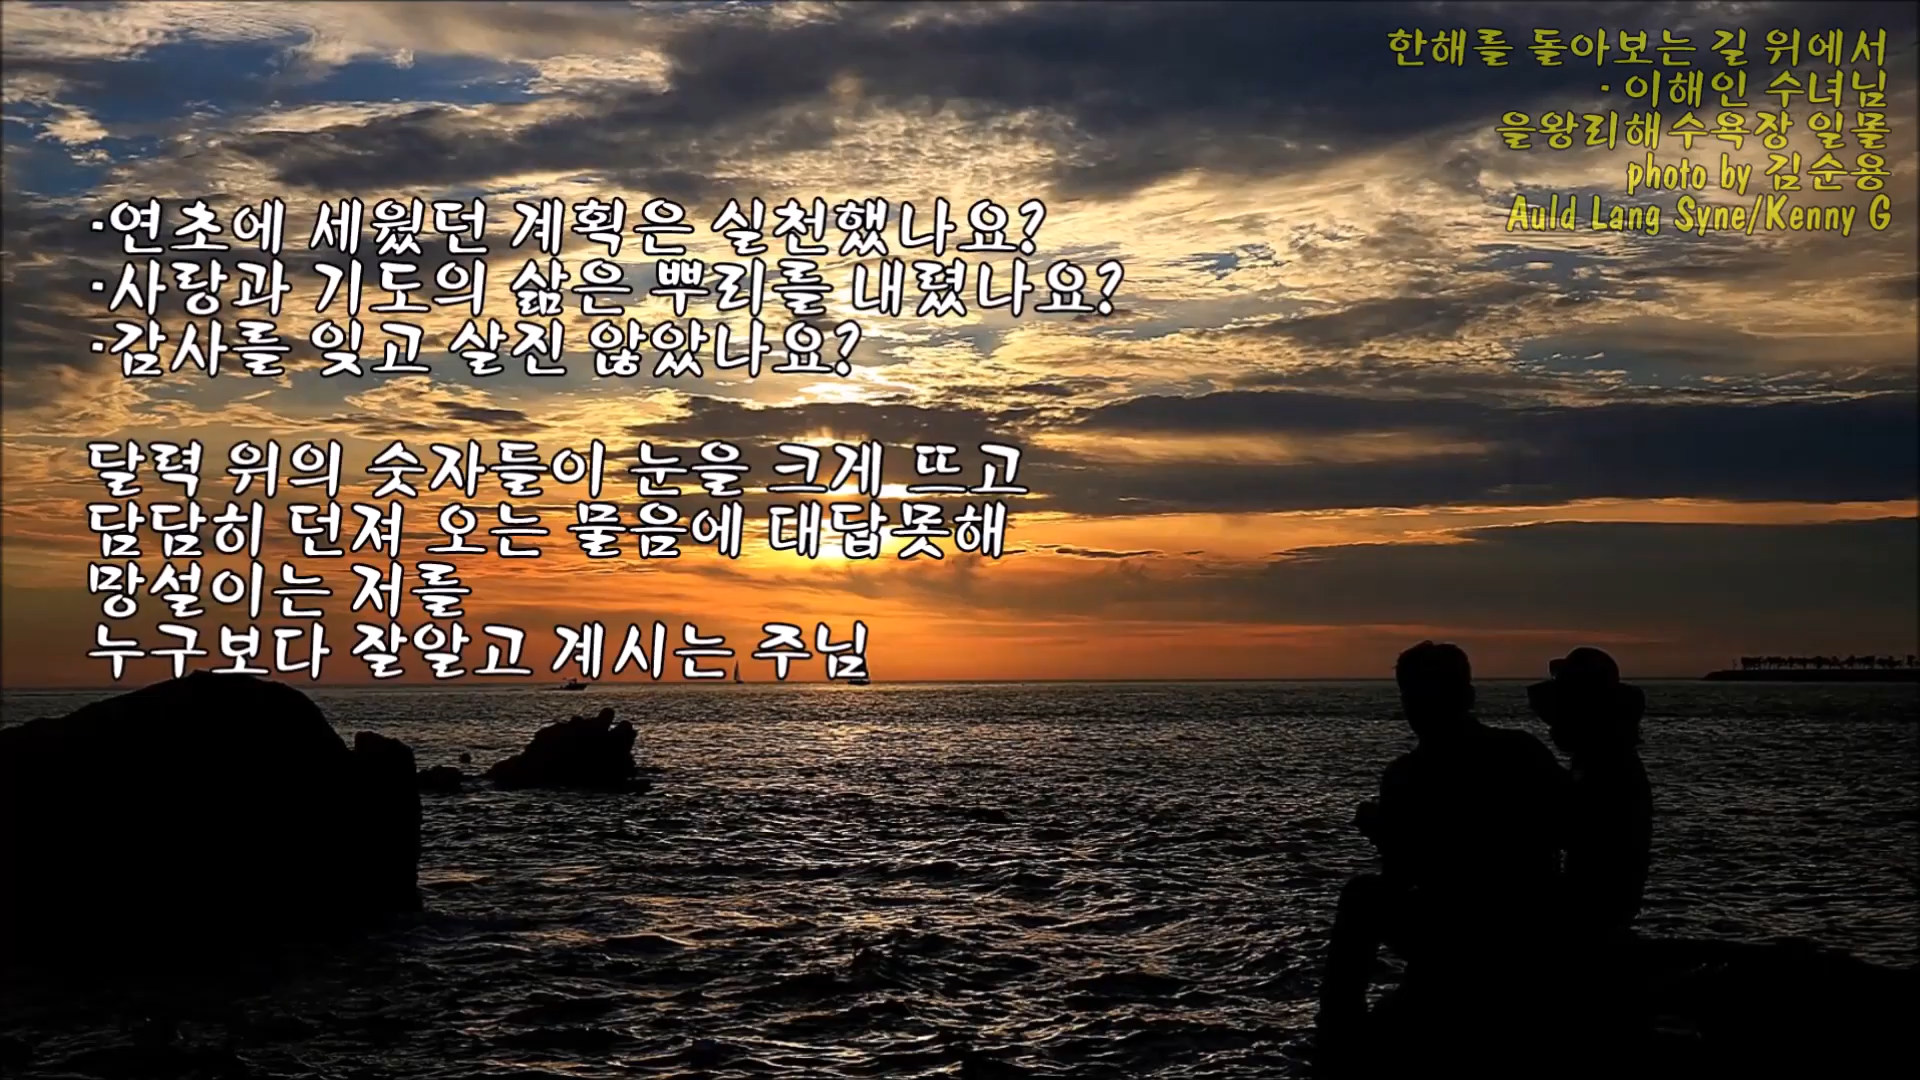 한해를 돌아보는 길 위에서
· 이해인 수녀님
을왕리해수욕장 일몰
photo by 김순용
Auld Lang Syne/Kenny G
·연초에 세웠던 계획은 실천했나요?
·사랑과 기도의 삶은 뿌리를 내렸나요?
·감사를 잊고 살진 않았나요?
달력 위의 숫자들이 눈을 크게 뜨고
담담히 던져 오는 물음에 대답못해
망설이는 저를
누구보다 잘알고 계시는 주님